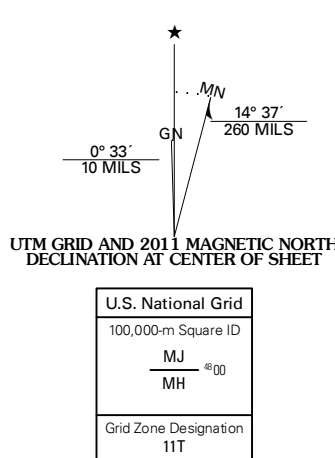 ★
MN
GN
14° 37´
260 MILS
0° 33´
10 MILS
UTM GRID AND 2011 MAGNETIC NORTH
DECLINATION AT CENTER OF SHEET
U.S. National Grid
100,000-m Square ID
MJ
4800
MH
Grid Zone Designation
11T